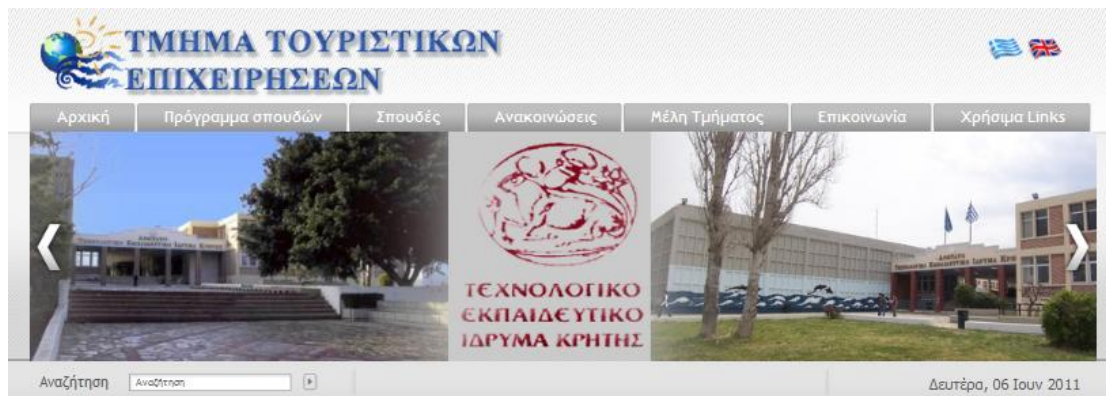 ΤΜΗΜΑ ΤΟΥΡΙΣΤΙΚΩΝ
ΕΠΙΧΕΙΡΗΣΕΩΝ
Αρχική Πρόγραμμα σπουδών Σπουδές Ανακοινώσεις Μέλη Τμήματος Επικοινωνία Χρήσιμα Links
ΤΕΧΝΟΛΟΓΙΚΟ
ΕΚΠΑΙΔΕΥΤΙΚΟ
ΙΔΡΥΜΑ ΚΡΗΤΗΣ
Αναζήτηση Αναζήτηση Δευτέρα, 06 Ιουν 2011